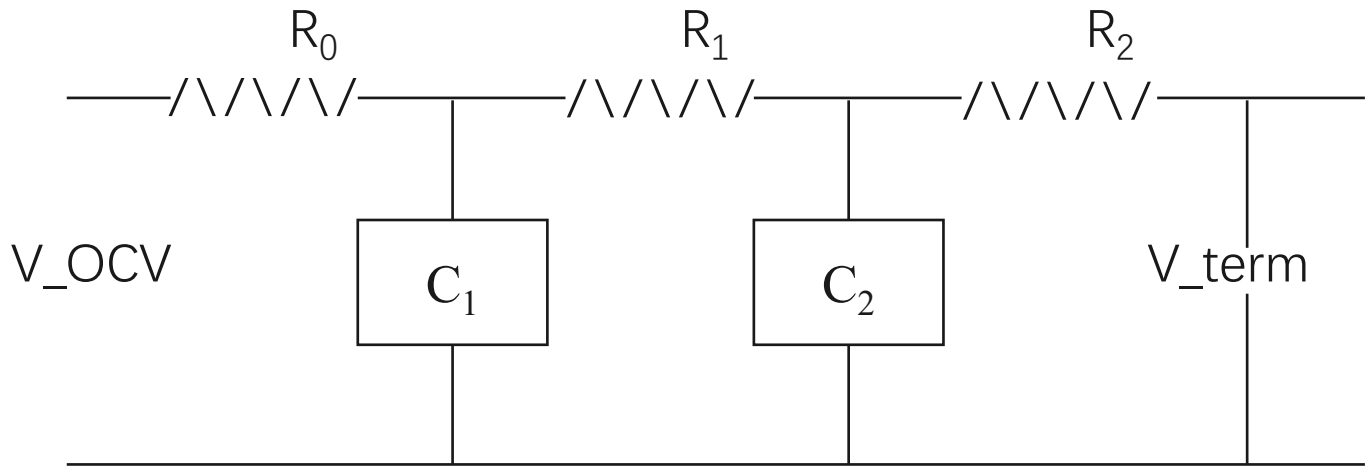 R₀ R₁ R₂
V_OCV C₁ C₂ V_term